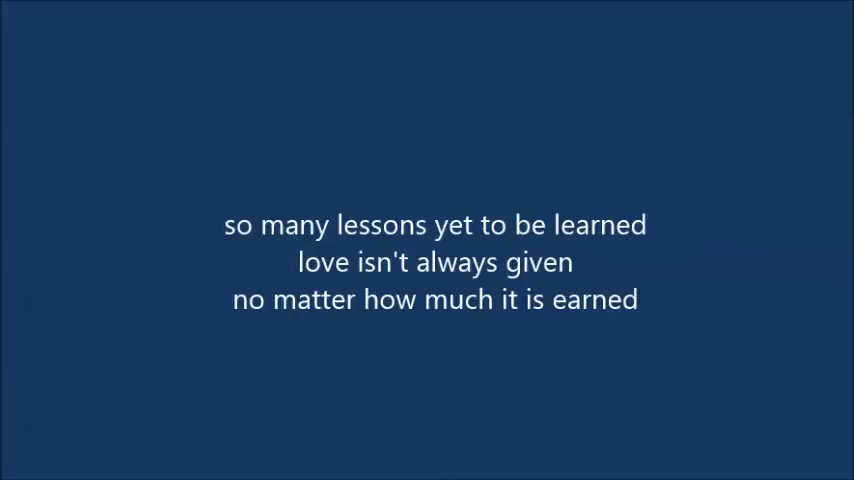 so many lessons yet to be learned
love isn't always given
no matter how much it is earned